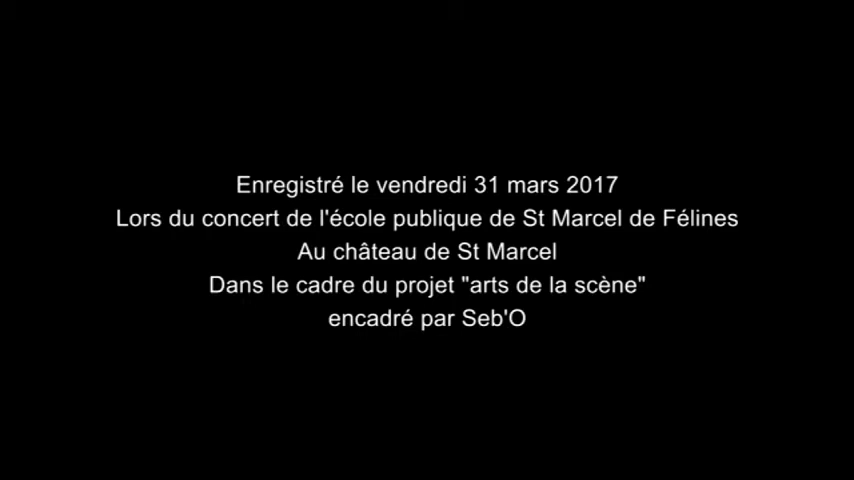 Enregistré le vendredi 31 mars 2017
Lors du concert de l'école publique de St Marcel de Félines
Au château de St Marcel
Dans le cadre du projet "arts de la scène"
encadré par Seb'O